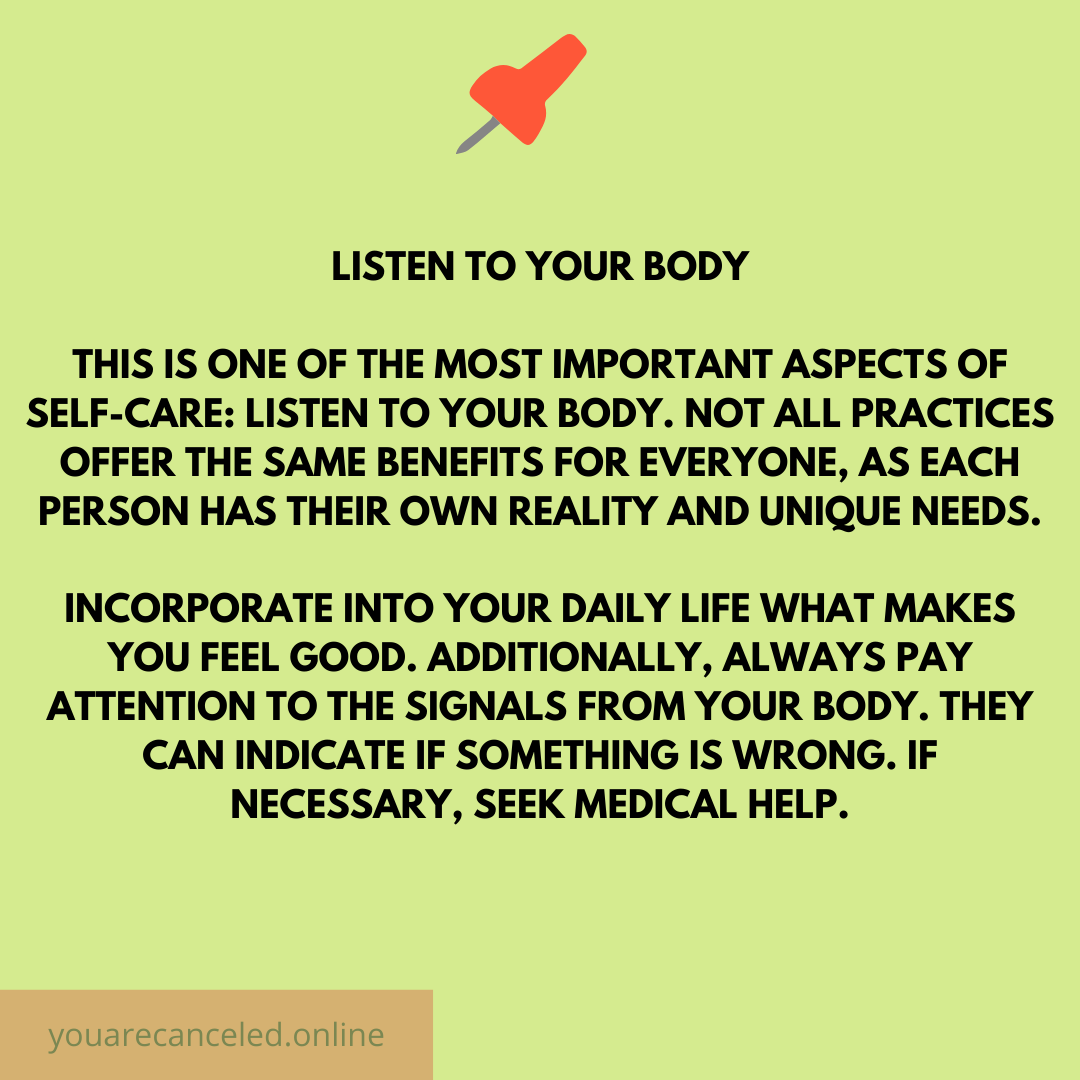 LISTEN TO YOUR BODY
THIS IS ONE OF THE MOST IMPORTANT ASPECTS OF
SELF-CARE: LISTEN TO YOUR BODY. NOT ALL PRACTICES
OFFER THE SAME BENEFITS FOR EVERYONE, AS EACH
PERSON HAS THEIR OWN REALITY AND UNIQUE NEEDS.
INCORPORATE INTO YOUR DAILY LIFE WHAT MAKES
YOU FEEL GOOD. ADDITIONALLY, ALWAYS PAY
ATTENTION TO THE SIGNALS FROM YOUR BODY. THEY
CAN INDICATE IF SOMETHING IS WRONG. IF
NECESSARY, SEEK MEDICAL HELP.
youarecanceled.online